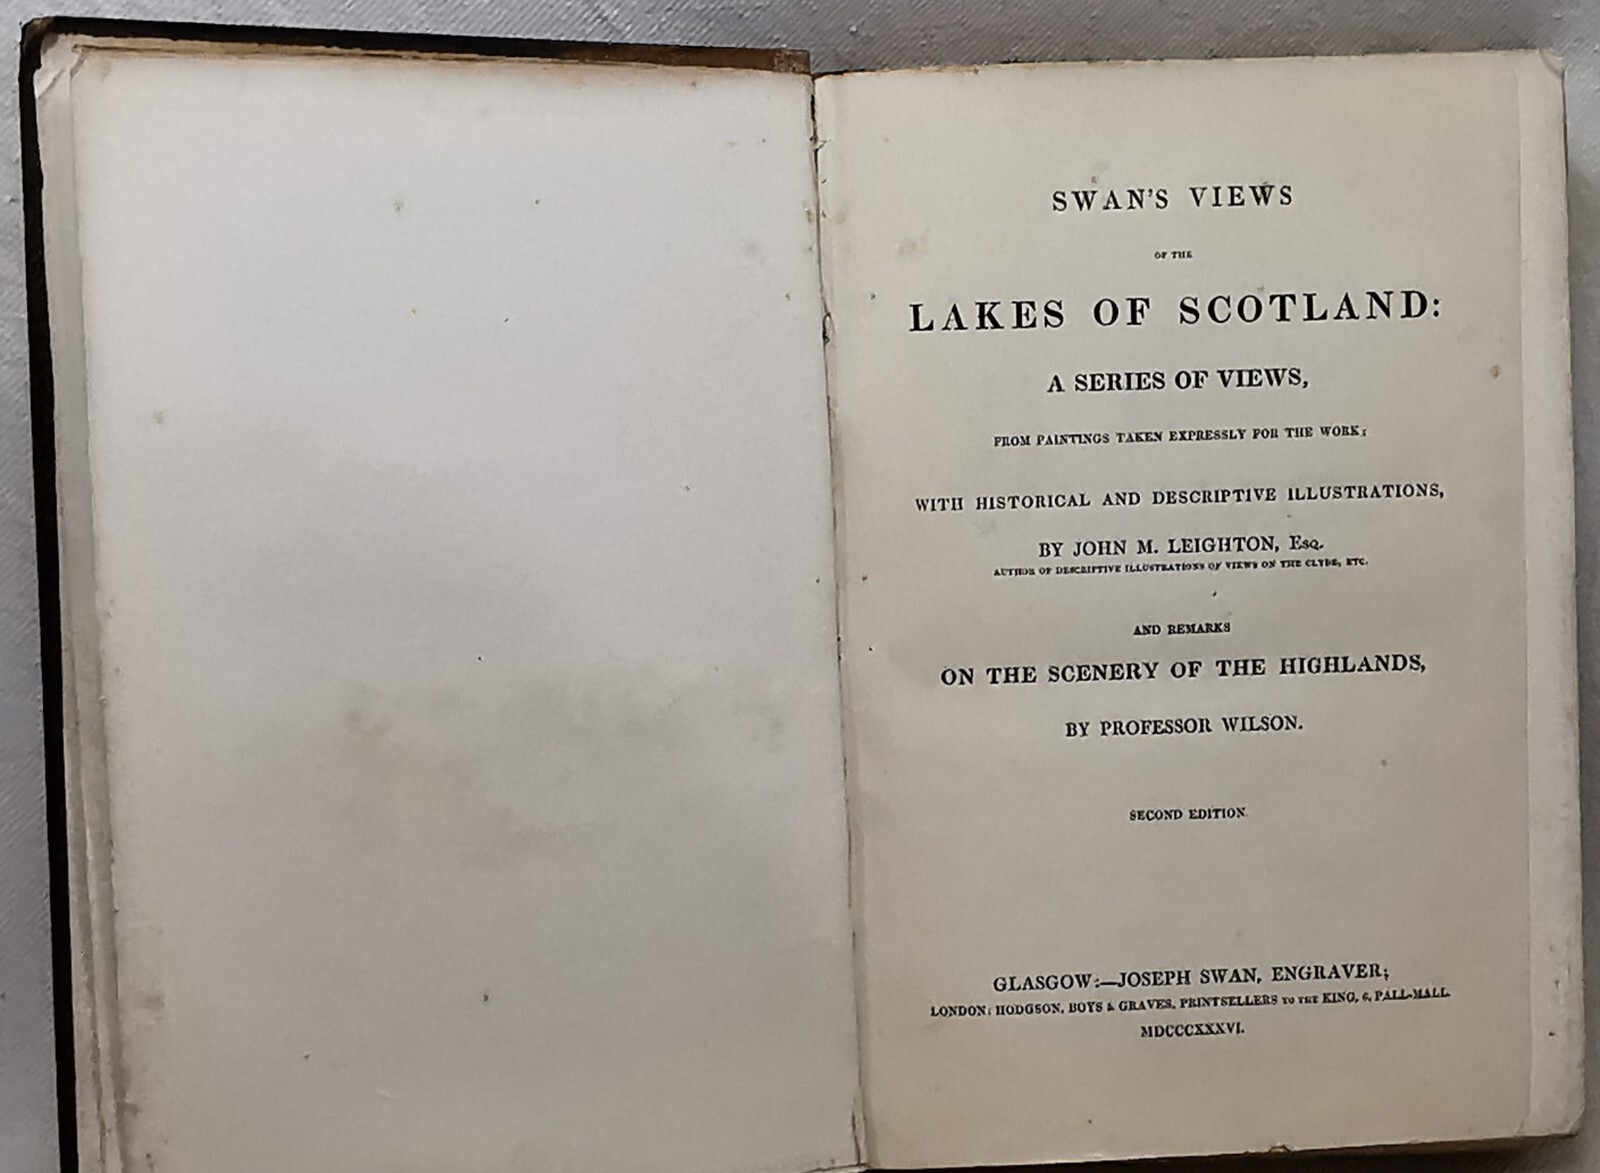 SWAN'S VIEWS
OF THE
LAKES OF SCOTLAND:
A SERIES OF VIEWS,
FROM PAINTINGS TAKEN EXPRESSLY FOR THE WORK;
WITH HISTORICAL AND DESCRIPTIVE ILLUSTRATIONS,
BY JOHN M. LEIGHTON, Esq.
AUTHOR OF DESCRIPTIVE ILLUSTRATIONS OF VIEWS ON THE CLYDE, ETC.
AND REMARKS
ON THE SCENERY OF THE HIGHLANDS,
BY PROFESSOR WILSON.
SECOND EDITION
GLASGOW:—JOSEPH SWAN, ENGRAVER;
LONDON: HODGSON, BOYS & GRAVES, PRINTSELLERS TO THE KING, 6, PALL-MALL.
MDCCCXXXVI.